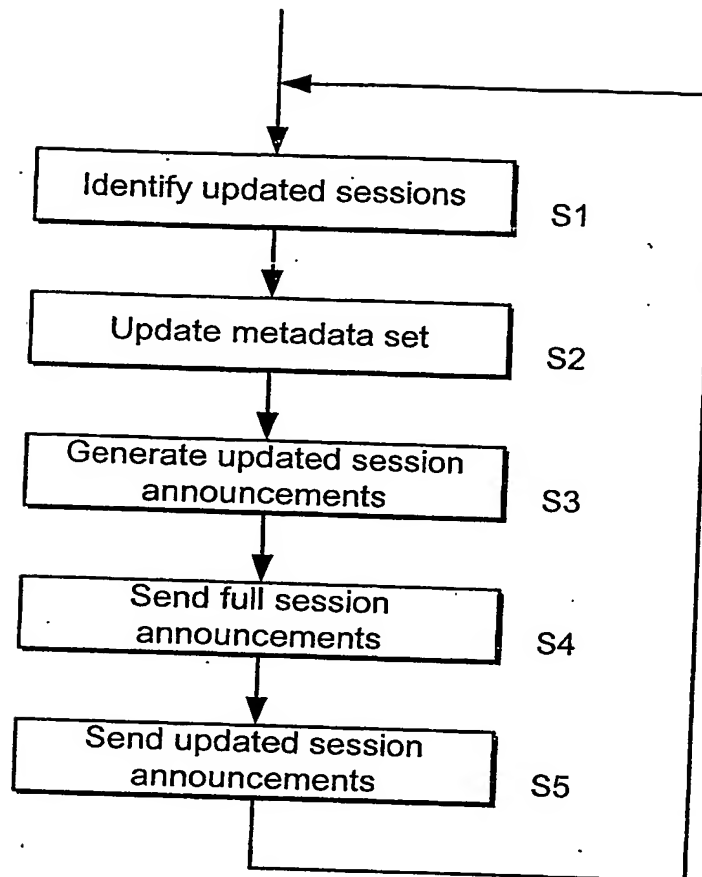 Identify updated sessions
S1
Update metadata set
S2
Generate updated session
announcements
S3
Send full session
announcements
S4
Send updated session
announcements
S5